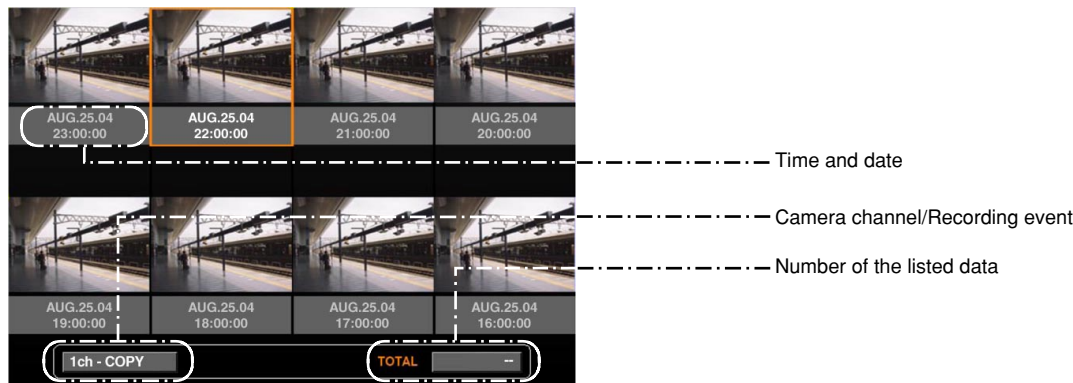 AUG.25.04 AUG.25.04 AUG.25.04 AUG.25.04
23:00:00 22:00:00 21:00:00 20:00:00
Time and date
Camera channel/Recording event
Number of the listed data
AUG.25.04 AUG.25.04 AUG.25.04 AUG.25.04
19:00:00 18:00:00 17:00:00 16:00:00
1ch - COPY TOTAL --